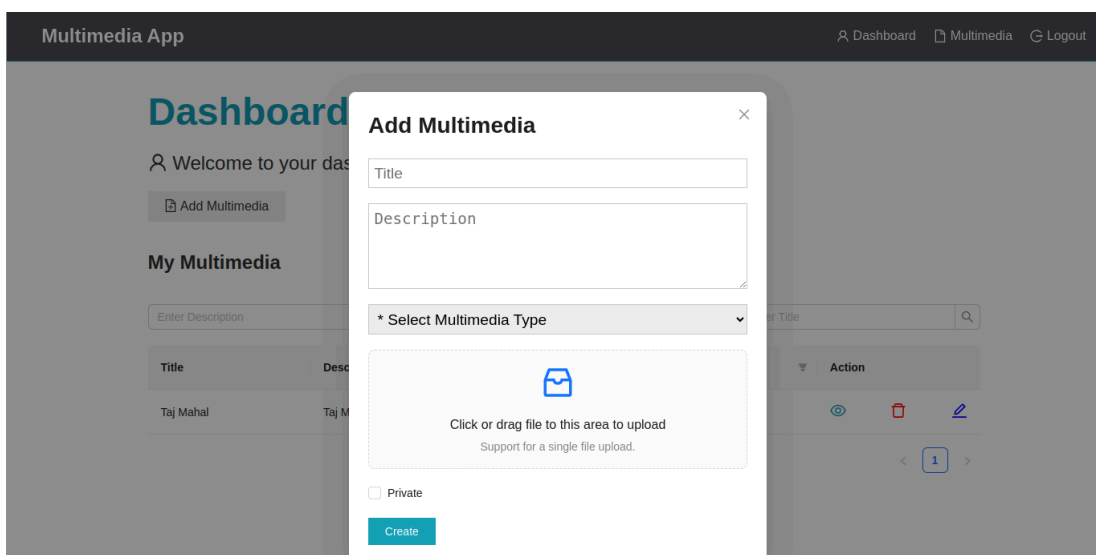 Multimedia App
Dashboard Multimedia Logout
Dashboard
Welcome to your das
Add Multimedia
My Multimedia
Enter Description
er Title
Title Desc Action
Taj Mahal Taj M
1
Add Multimedia
Title
Description
* Select Multimedia Type
Click or drag file to this area to upload
Support for a single file upload.
Private
Create